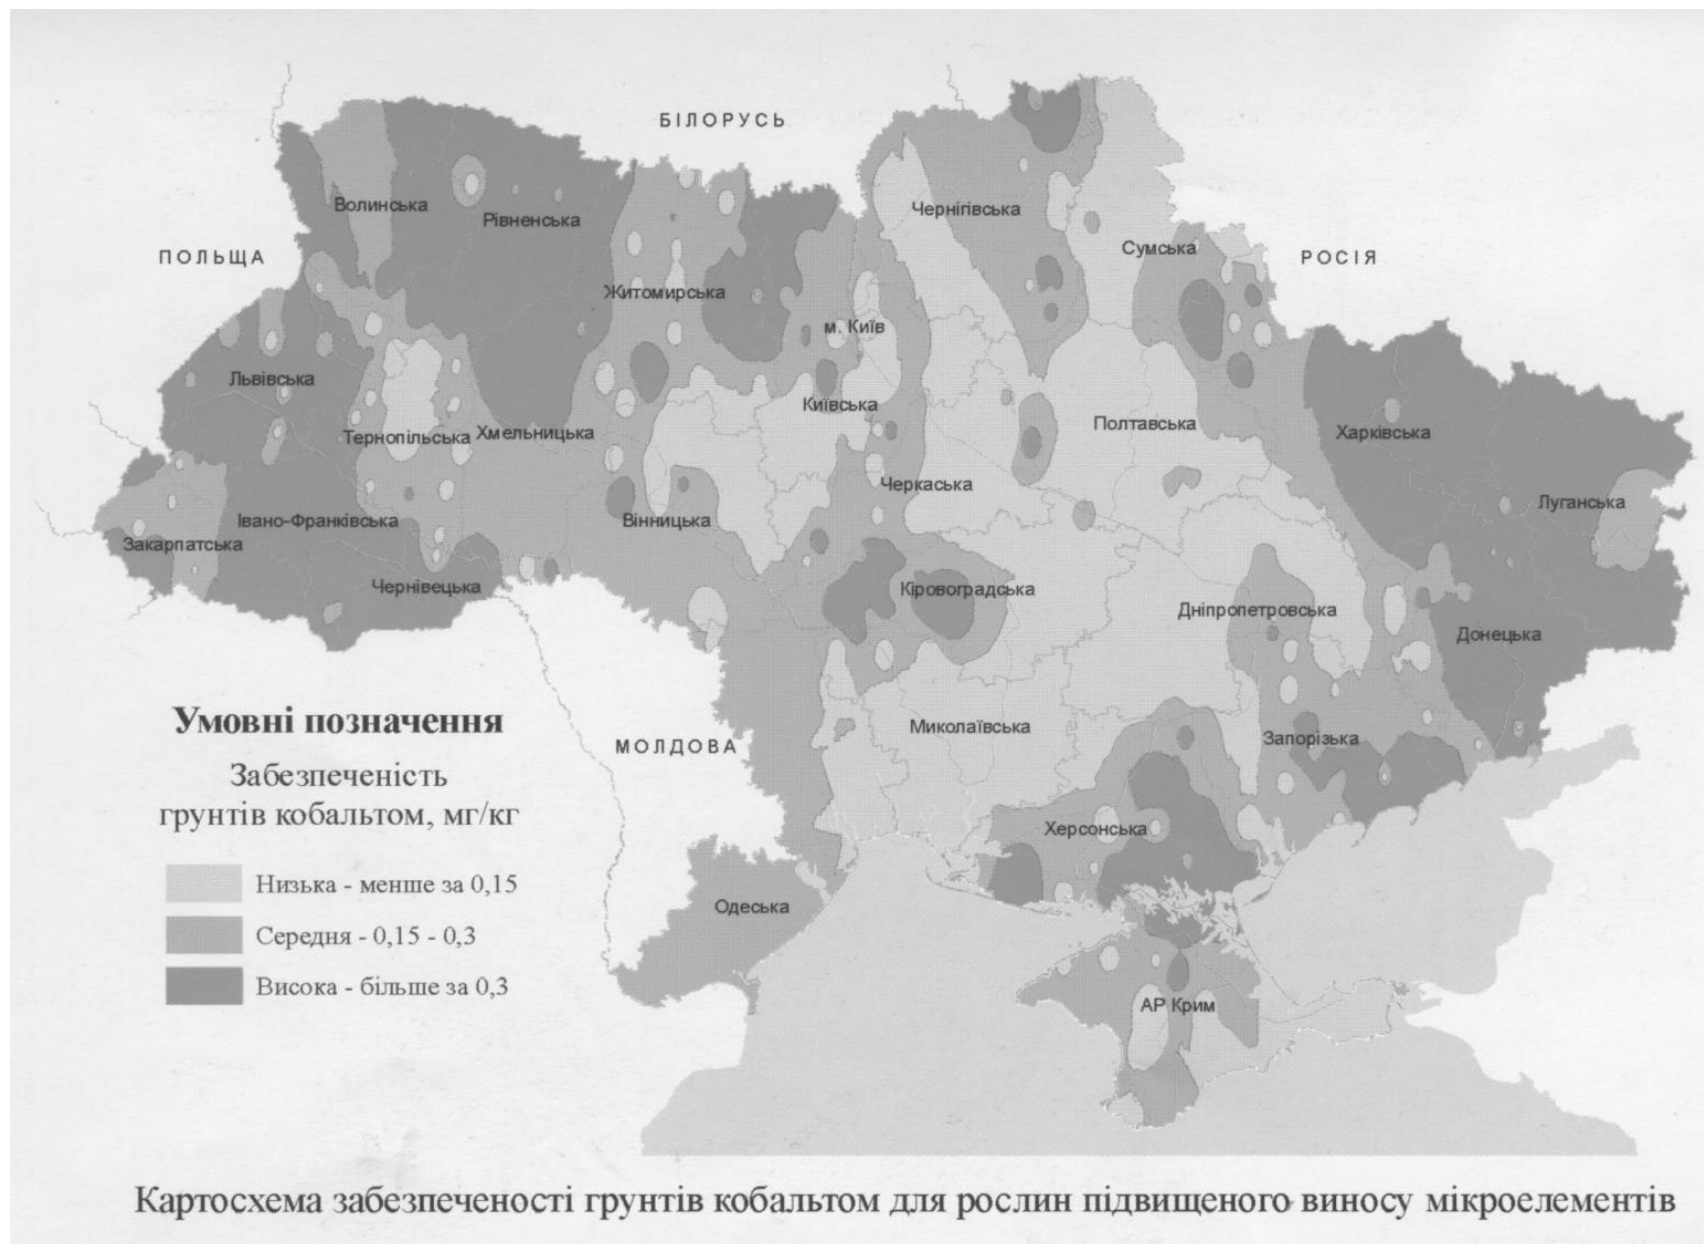 БІЛОРУСЬ
Волинська
Рівненська
Чернігівська
ПОЛЬЩА
Сумська
РОСІЯ
Житомирська
м. Київ
Львівська
Київська
Тернопільська
Хмельницька
Полтавська
Харківська
Черкаська
Івано-Франківська
Вінницька
Луганська
Закарпатська
Чернівецька
Кіровоградська
Дніпропетровська
Донецька
Умовні позначення
МОЛДОВА
Миколаївська
Запорізька
Забезпеченість
грунтів кобальтом, мг/кг
Херсонська
Низька - менше за 0,15
Одеська
Середня - 0,15 - 0,3
Висока - більше за 0,3
АР Крим
Картосхема забезпеченості грунтів кобальтом для рослин підвищеного виносу мікроелементів